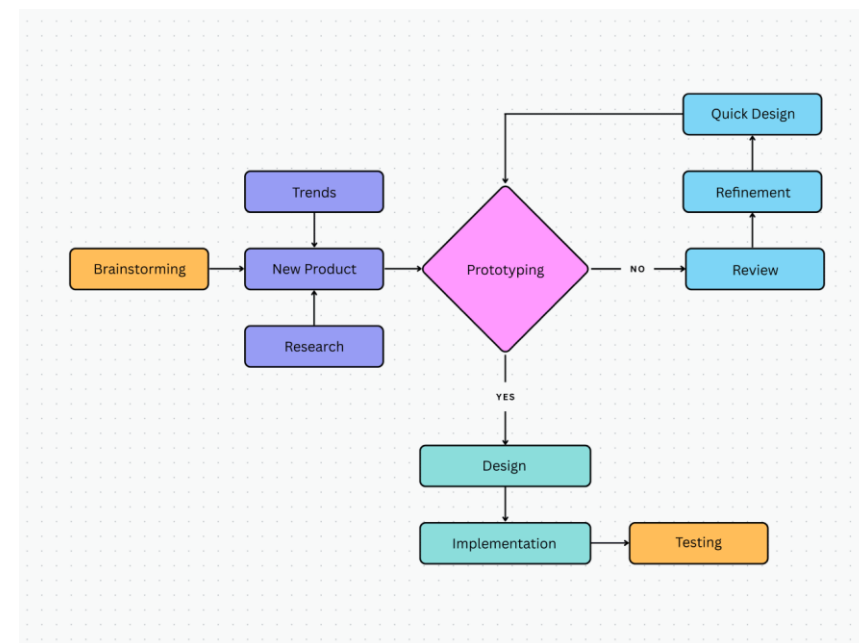 Quick Design
Trends
Refinement
Brainstorming
New Product
Prototyping
NO
Review
Research
YES
Design
Implementation
Testing